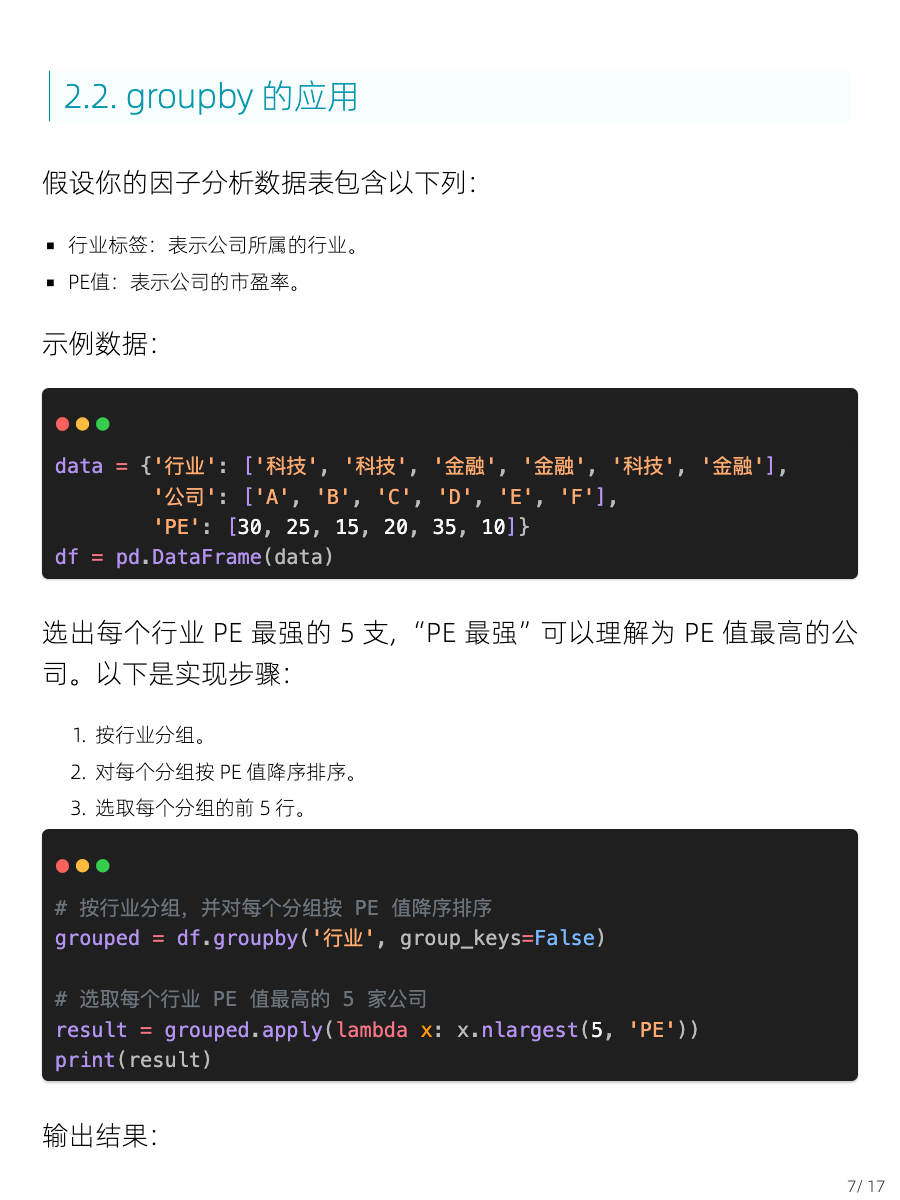 2.2. groupby 的应用
假设你的因子分析数据表包含以下列：
▪ 行业标签：表示公司所属的行业。
▪ PE值：表示公司的市盈率。
示例数据：
data = {'行业': ['科技', '科技', '金融', '金融', '科技', '金融'],
        '公司': ['A', 'B', 'C', 'D', 'E', 'F'],
        'PE': [30, 25, 15, 20, 35, 10]}
df = pd.DataFrame(data)
选出每个行业 PE 最强的 5 支，“PE 最强”可以理解为 PE 值最高的公
司。以下是实现步骤：
1. 按行业分组。
2. 对每个分组按 PE 值降序排序。
3. 选取每个分组的前 5 行。
# 按行业分组，并对每个分组按 PE 值降序排序
grouped = df.groupby('行业', group_keys=False)
# 选取每个行业 PE 值最高的 5 家公司
result = grouped.apply(lambda x: x.nlargest(5, 'PE'))
print(result)
输出结果：
7/ 17